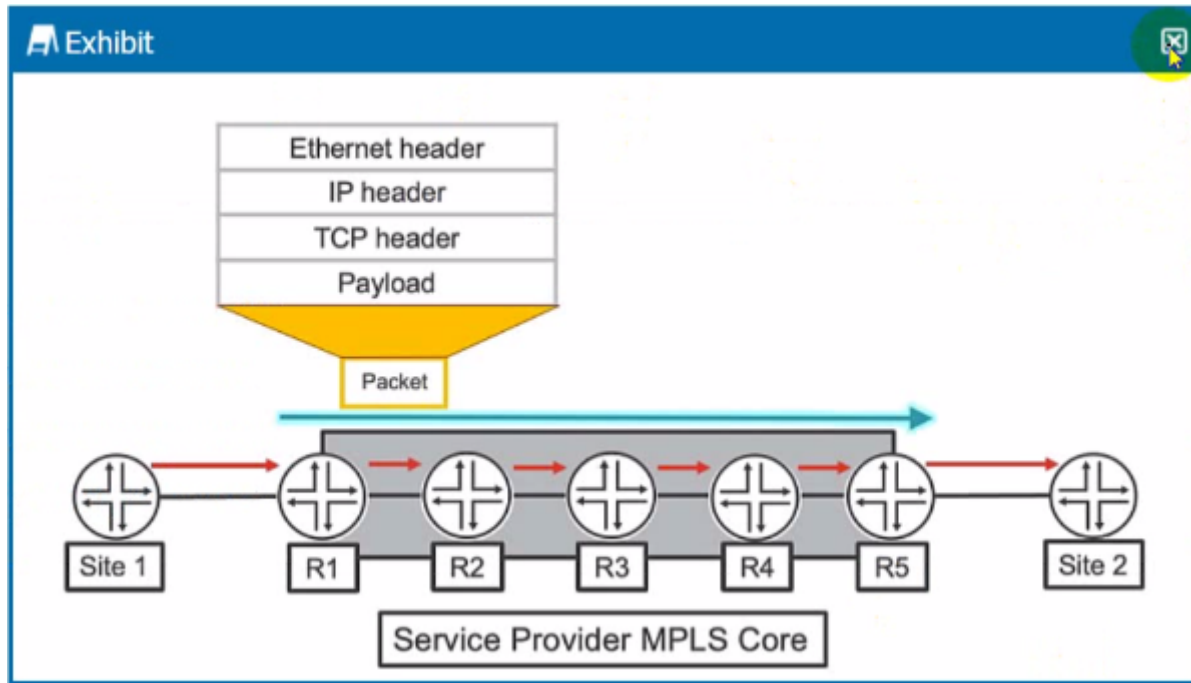 Exhibit
Ethernet header
IP header
TCP header
Payload
Packet
Site 1
R1
R2
R3
R4
R5
Site 2
Service Provider MPLS Core